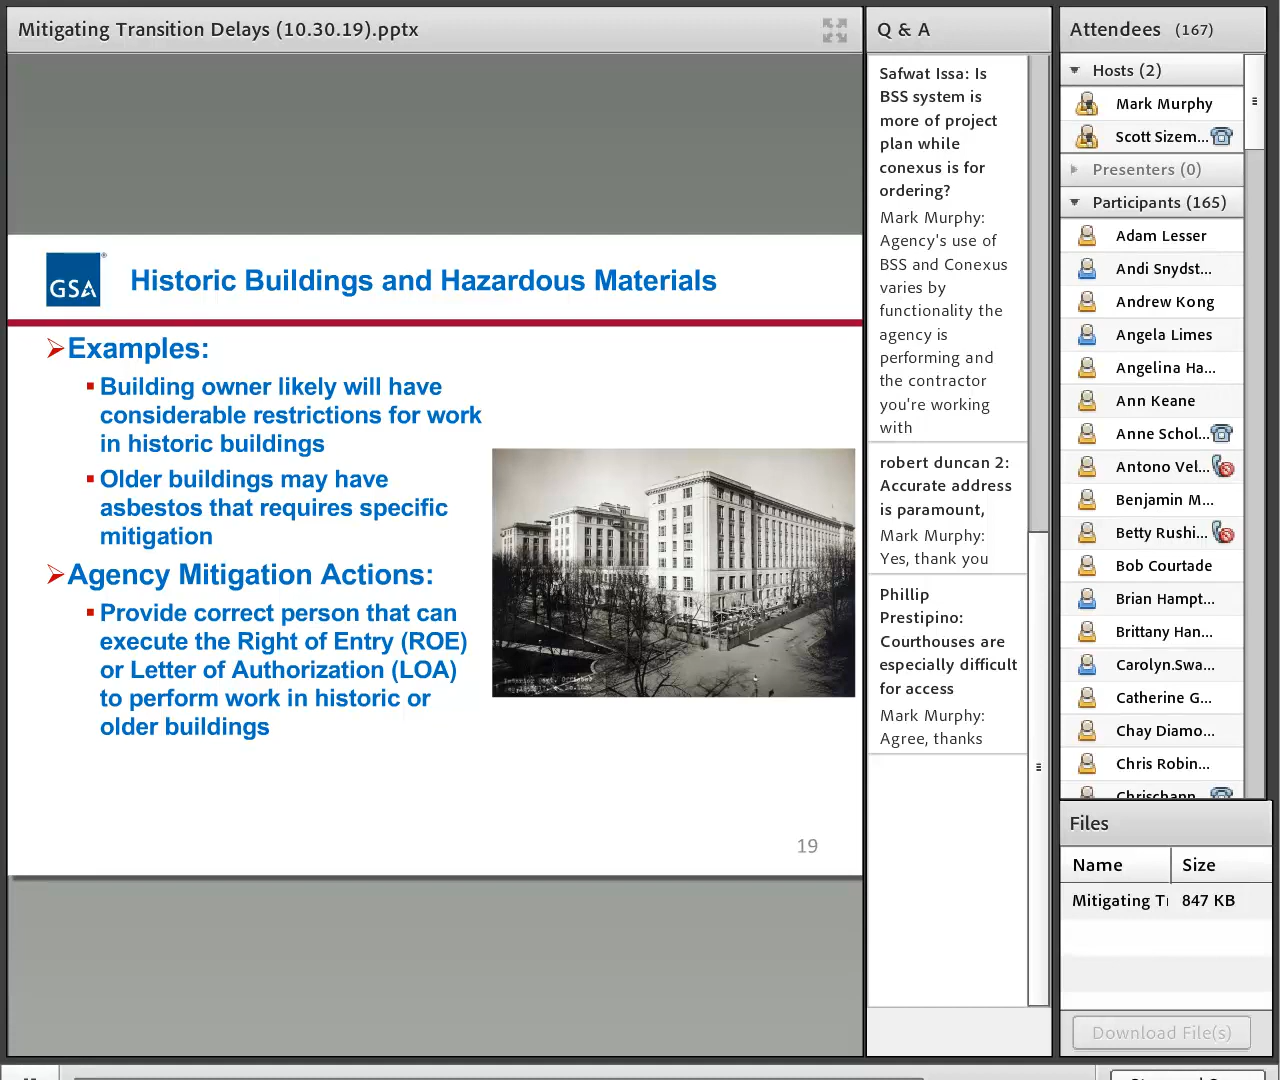 Mitigating Transition Delays (10.30.19).pptx
GSA
®
Historic Buildings and Hazardous Materials
Examples:
Building owner likely will have
considerable restrictions for work
in historic buildings
Older buildings may have
asbestos that requires specific
mitigation
Agency Mitigation Actions:
Provide correct person that can
execute the Right of Entry (ROE)
or Letter of Authorization (LOA)
to perform work in historic or
older buildings
19
Q & A
Safwat Issa: Is
BSS system is
more of project
plan while
conexus is for
ordering?
Mark Murphy:
Agency's use of
BSS and Conexus
varies by
functionality the
agency is
performing and
the contractor
you're working
with
robert duncan 2:
Accurate address
is paramount,
Mark Murphy:
Yes, thank you
Phillip
Prestipino:
Courthouses are
especially difficult
for access
Mark Murphy:
Agree, thanks
Attendees (167)
Hosts (2)
Mark Murphy
Scott Sizem...
Presenters (0)
Participants (165)
Adam Lesser
Andi Snydst...
Andrew Kong
Angela Limes
Angelina Ha...
Ann Keane
Anne Schol...
Antono Vel...
Benjamin M...
Betty Rushi...
Bob Courtade
Brian Hampt...
Brittany Han...
Carolyn.Swa...
Catherine G...
Chay Diamo...
Chris Robin...
Files
Name Size
Mitigating 847 KB
Download File(s)